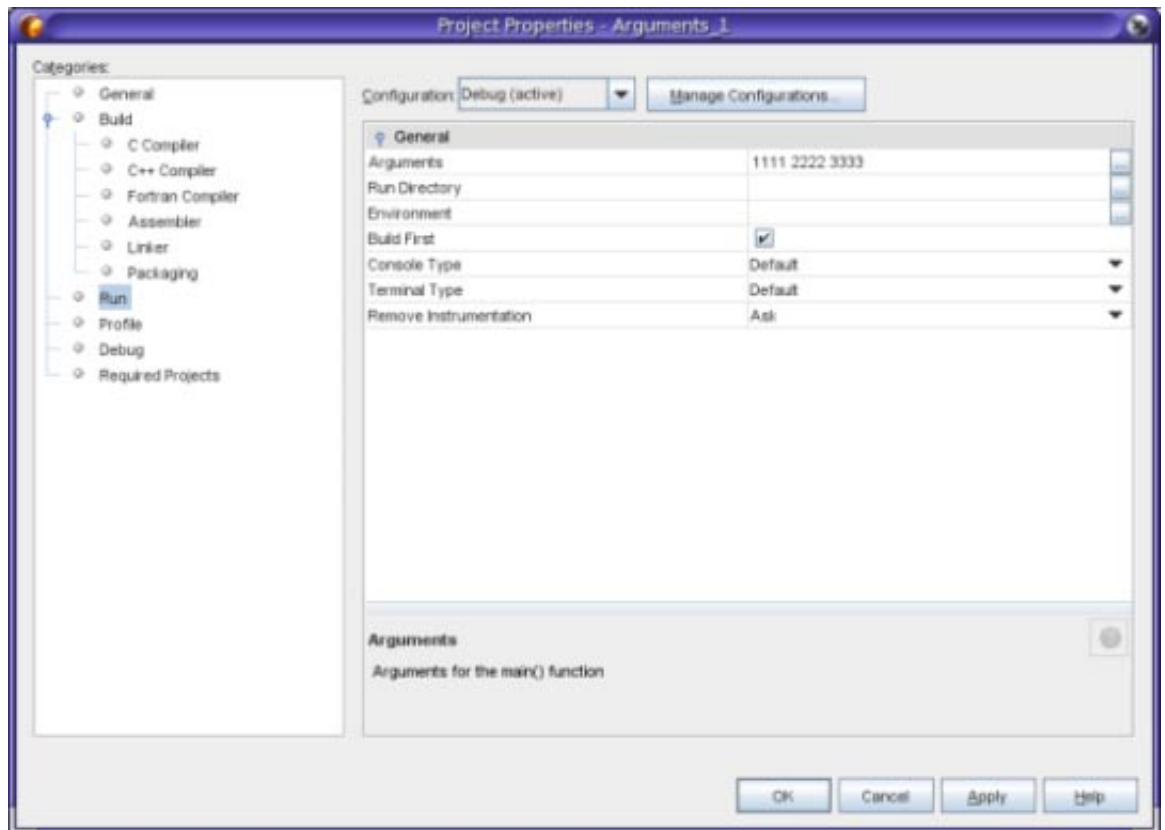 Project Properties - Arguments_1
Categories:
General
Build
C Compiler
C++ Compiler
Fortran Compiler
Assembler
Linker
Packaging
Run
Profile
Debug
Required Projects
Configuration: Debug (active) Manage Configurations...
General
Arguments 1111 2222 3333 ...
Run Directory ...
Environment ...
Build First
Console Type Default
Terminal Type Default
Remove Instrumentation Ask
Arguments
Arguments for the main() function
OK Cancel Apply Help